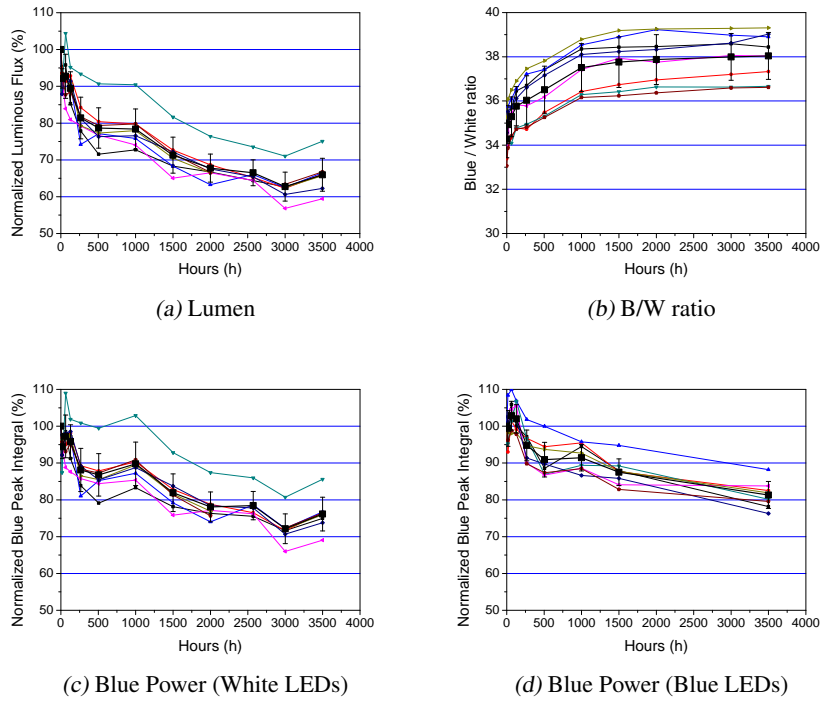 110
100
90
80
70
60
50
0 500 1000 1500 2000 2500 3000 3500 4000
Normalized Luminous Flux (%)
Hours (h)
(a) Lumen
40
38
36
34
32
30
0 500 1000 1500 2000 2500 3000 3500 4000
Blue / White ratio
Hours (h)
(b) B/W ratio
110
100
90
80
70
60
50
0 500 1000 1500 2000 2500 3000 3500 4000
Normalized Blue Peak Integral (%)
Hours (h)
(c) Blue Power (White LEDs)
110
100
90
80
70
60
50
0 500 1000 1500 2000 2500 3000 3500 4000
Normalized Blue Peak Integral (%)
Hours (h)
(d) Blue Power (Blue LEDs)